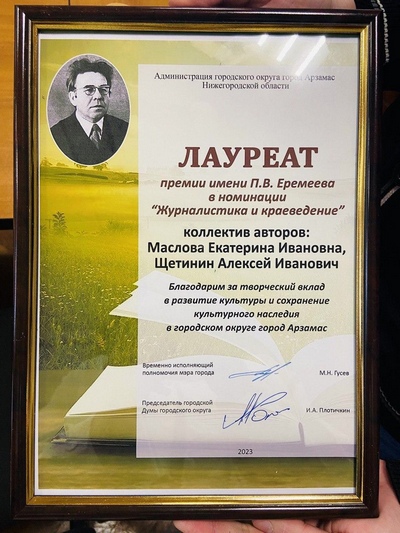 Администрация городского округа город Арзамас
Нижегородской области
ЛАУРЕАТ
премии имени П.В. Еремеева
в номинации
“Журналистика и краеведение”
коллектив авторов:
Маслова Екатерина Ивановна,
Щетинин Алексей Иванович
Благодарим за творческий вклад
в развитие культуры и сохранение
культурного наследия
в городском округе город Арзамас
Временно исполняющий
полномочия мэра города
М.Н. Гусев
Председатель городской
Думы городского округа
И.А. Плотичкин
2023